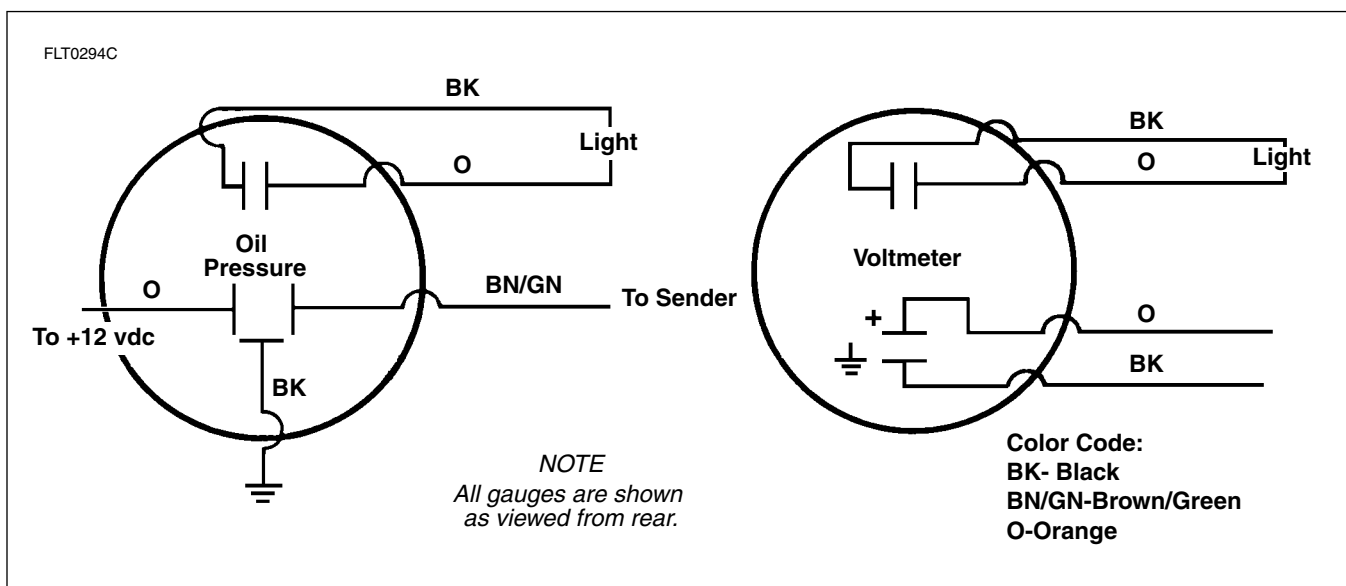 FLT0294C
BK
Light
O
Oil
Pressure
O
BN/GN
To Sender
To +12 vdc
BK
NOTE
All gauges are shown
as viewed from rear.
BK
Light
O
Voltmeter
+
O
BK
Color Code:
BK- Black
BN/GN-Brown/Green
O-Orange